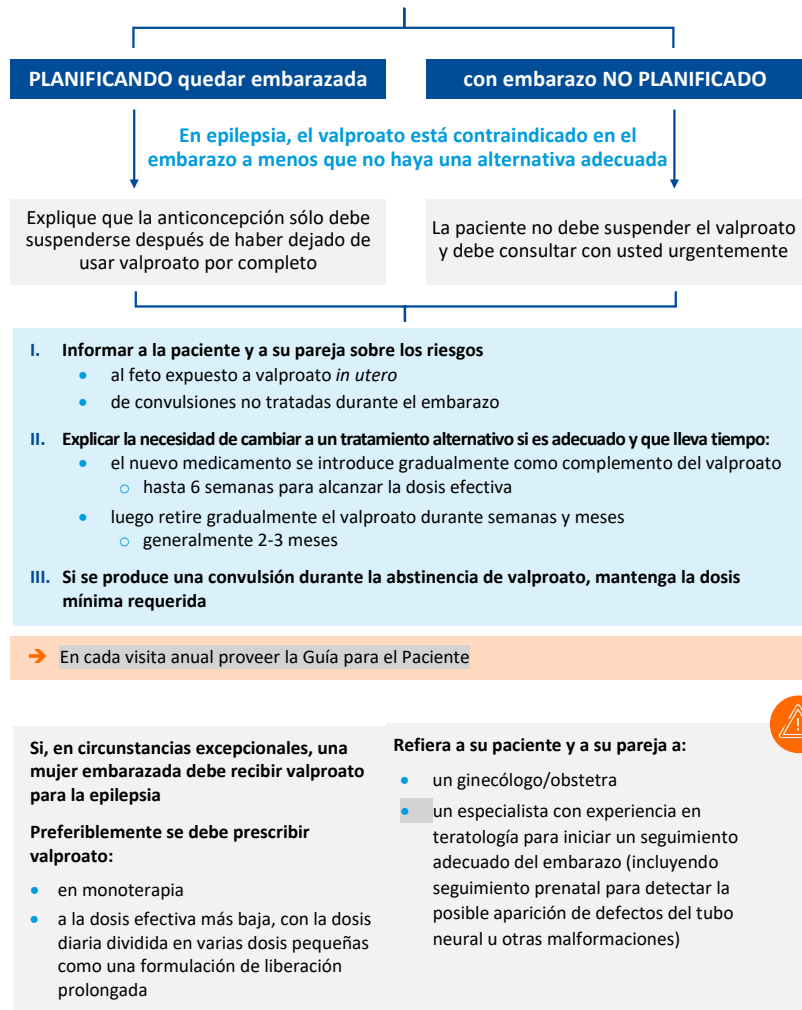 PLANIFICANDO quedar embarazada
con embarazo NO PLANIFICADO
En epilepsia, el valproato está contraindicado en el
embarazo a menos que no haya una alternativa adecuada
Explique que la anticoncepción sólo debe
suspenderse después de haber dejado de
usar valproato por completo
La paciente no debe suspender el valproato
y debe consultar con usted urgentemente
I. Informar a la paciente y a su pareja sobre los riesgos
• al feto expuesto a valproato in utero
• de convulsiones no tratadas durante el embarazo
II. Explicar la necesidad de cambiar a un tratamiento alternativo si es adecuado y que lleva tiempo:
• el nuevo medicamento se introduce gradualmente como complemento del valproato
○ hasta 6 semanas para alcanzar la dosis efectiva
• luego retire gradualmente el valproato durante semanas y meses
○ generalmente 2-3 meses
III. Si se produce una convulsión durante la abstinencia de valproato, mantenga la dosis
mínima requerida
➔ En cada visita anual proveer la Guía para el Paciente
Si, en circunstancias excepcionales, una
mujer embarazada debe recibir valproato
para la epilepsia
Preferiblemente se debe prescribir
valproato:
• en monoterapia
• a la dosis efectiva más baja, con la dosis
diaria dividida en varias dosis pequeñas
como una formulación de liberación
prolongada
Refiera a su paciente y a su pareja a:
• un ginecólogo/obstetra
• un especialista con experiencia en
teratología para iniciar un seguimiento
adecuado del embarazo (incluyendo
seguimiento prenatal para detectar la
posible aparición de defectos del tubo
neural u otras malformaciones)